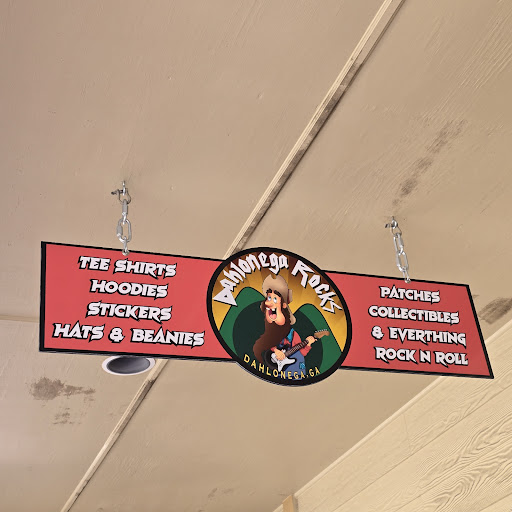 TEE SHIRTS
HOODIES
STICKERS
HATS & BEANIES
Dahlonega Rocks
DAHLONEGA, GA
PATCHES
COLLECTIBLES
& EVERTHING
ROCK N ROLL